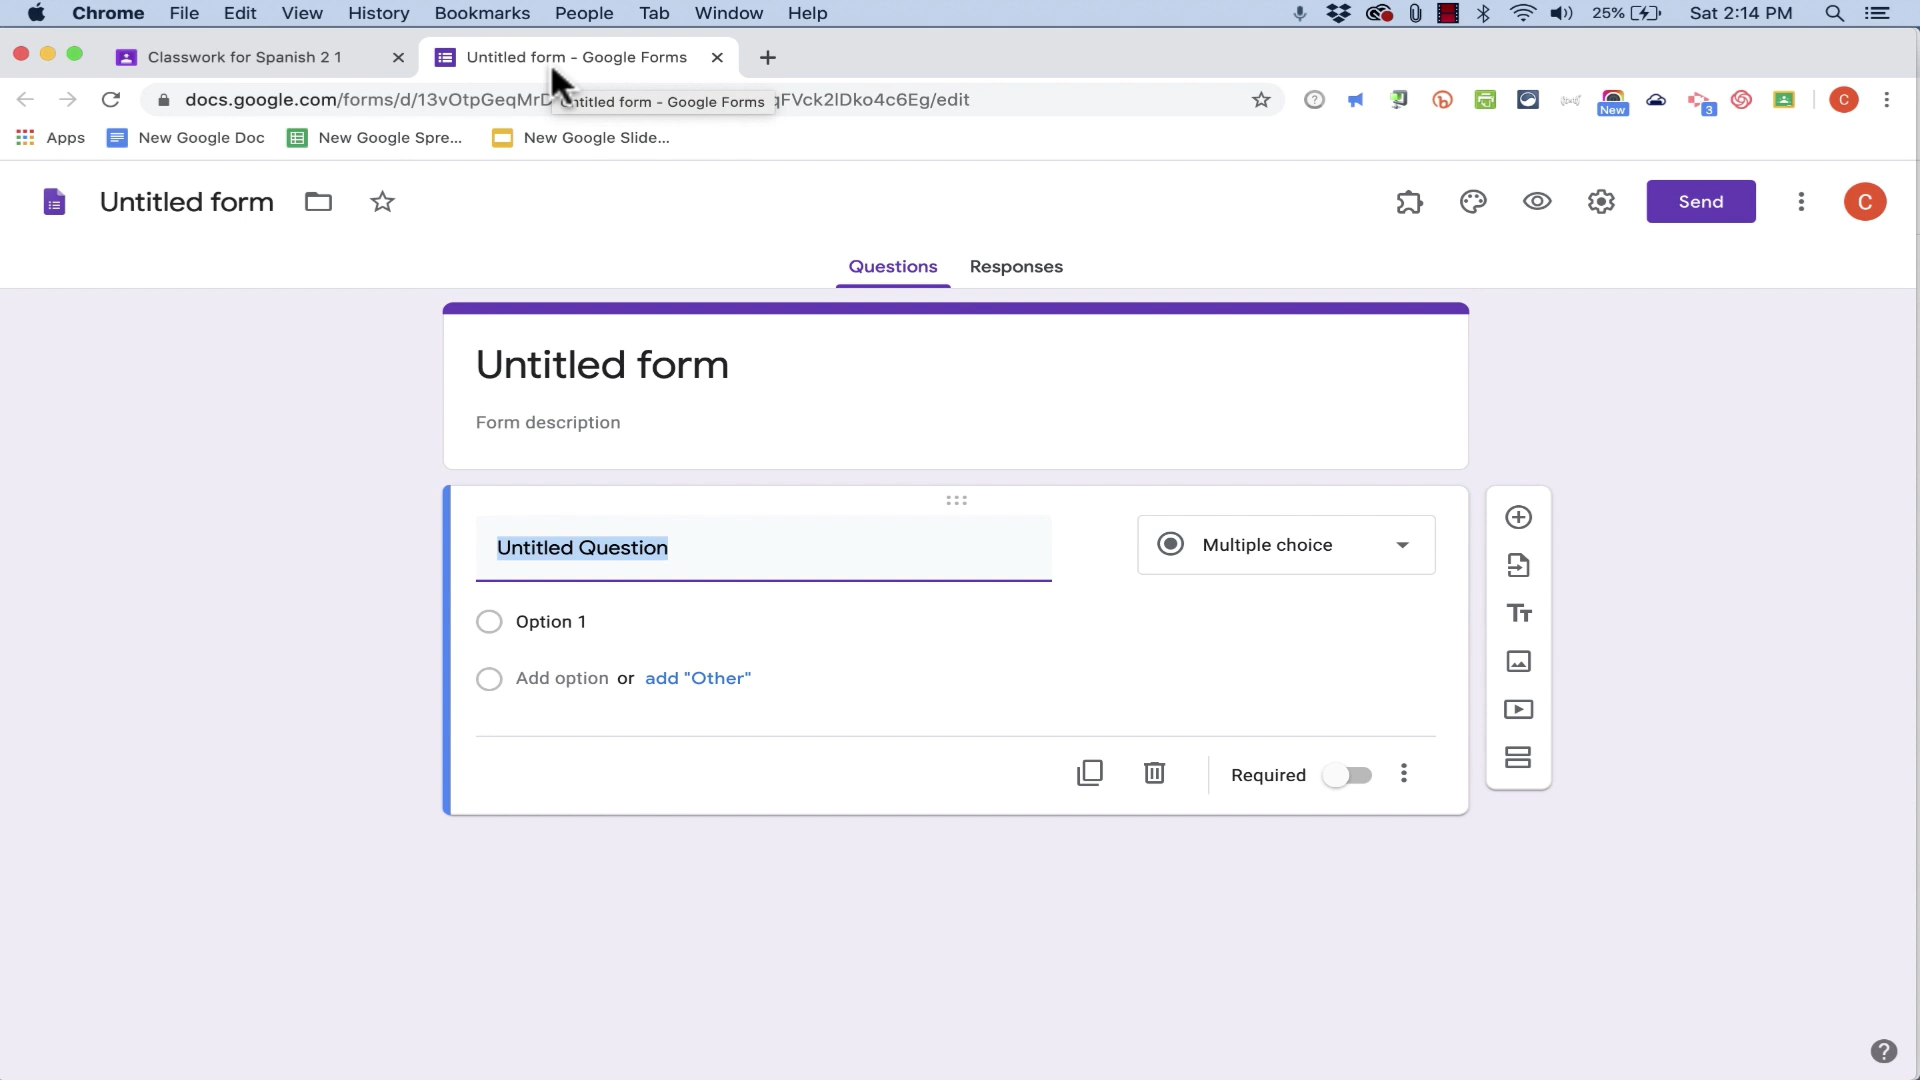 Chrome File Edit View History Bookmarks People Tab Window Help 25% Sat 2:14 PM
Classwork for Spanish 2 1 Untitled form - Google Forms
docs.google.com/forms/d/13vOtpGeqMrD qFVck2lDko4c6Eg/edit
Untitled form - Google Forms
New 3 C
Apps New Google Doc New Google Spre... New Google Slide...
Untitled form Send C
Questions Responses
Untitled form
Form description
Untitled Question Multiple choice
Option 1
Add option or add "Other"
Required